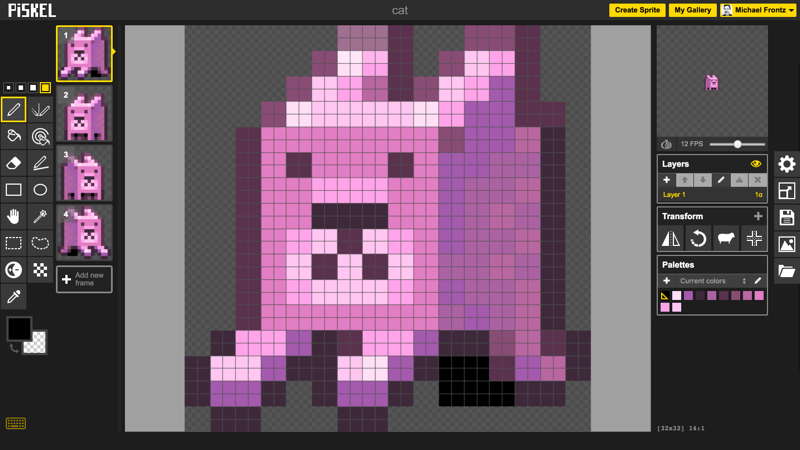 PiSKEL
cat
Create Sprite
My Gallery
Michael Frontz
1
2
3
4
Add new
frame
12 FPS
Layers
Layer 1
1α
Transform
Palettes
Current colors
[32x32] 16:1